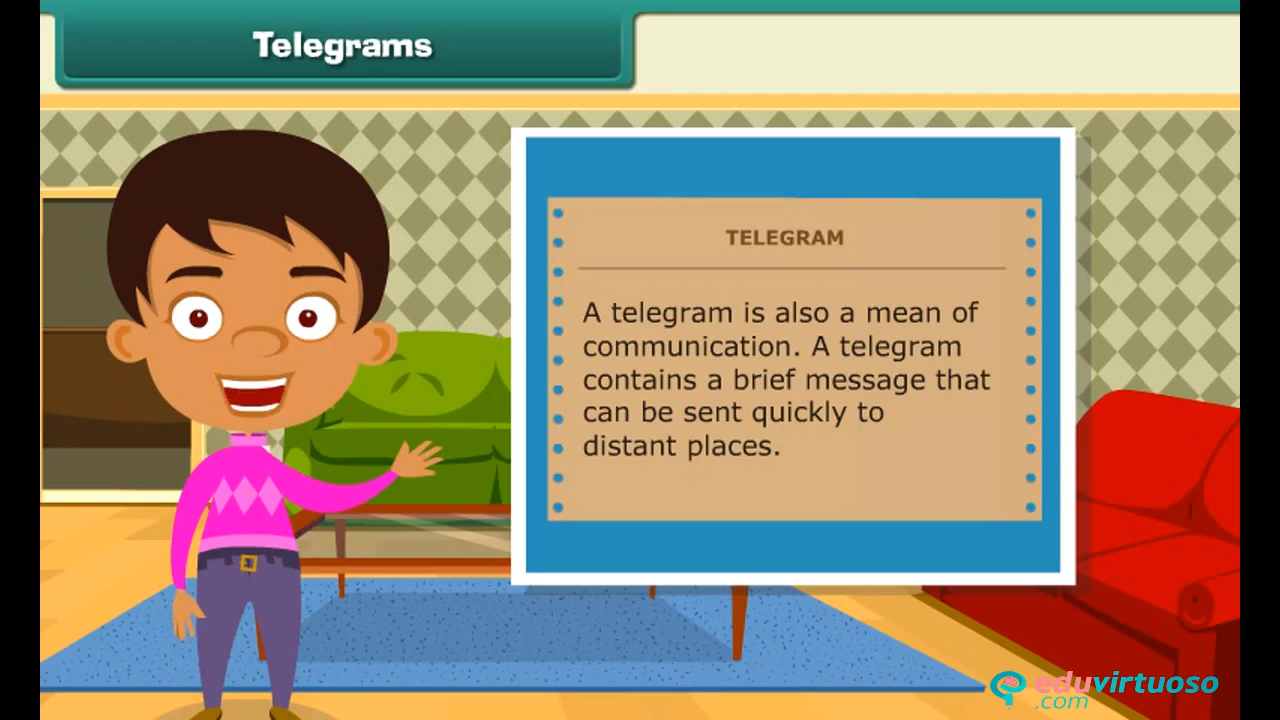 Telegrams
TELEGRAM
A telegram is also a mean of
communication. A telegram
contains a brief message that
can be sent quickly to
distant places.
eduvirtuoso
.com